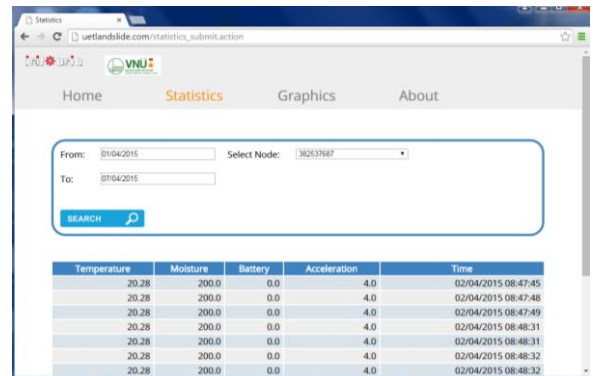 Statistics
uetlandslide.com/statistics_submit.action
VNU
Home Statistics Graphics About
From: 01/04/2015 Select Node: 382537687
To: 07/04/2015
SEARCH
Temperature Moisture Battery Acceleration Time
20.28 200.0 0.0 4.0 02/04/2015 08:47:45
20.28 200.0 0.0 4.0 02/04/2015 08:47:48
20.28 200.0 0.0 4.0 02/04/2015 08:47:49
20.28 200.0 0.0 4.0 02/04/2015 08:48:31
20.28 200.0 0.0 4.0 02/04/2015 08:48:31
20.28 200.0 0.0 4.0 02/04/2015 08:48:32
20.28 200.0 0.0 4.0 02/04/2015 08:48:32